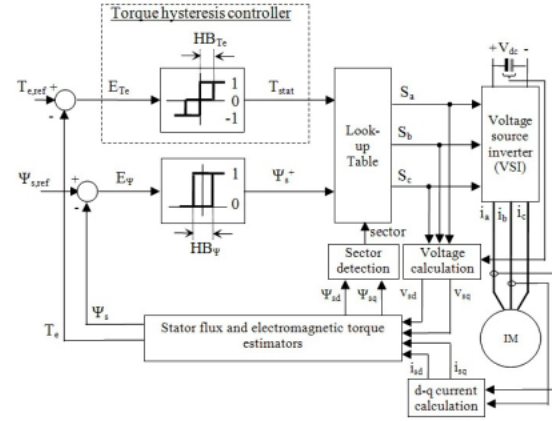 Torque hysteresis controller
HB_Te
+ V_dc -
T_e,ref + -
E_Te
1
0
-1
T_stat
S_a
S_b
S_c
Look-up
Table
Voltage
source
inverter
(VSI)
Ψ_s,ref + -
E_Ψ
1
0
Ψ_s^+
HB_Ψ
sector
i_a i_b i_c
Sector
detection
Voltage
calculation
Ψ_sd Ψ_sq
v_sd v_sq
Ψ_s
T_e
Stator flux and electromagnetic torque
estimators
IM
i_sd i_sq
d-q current
calculation